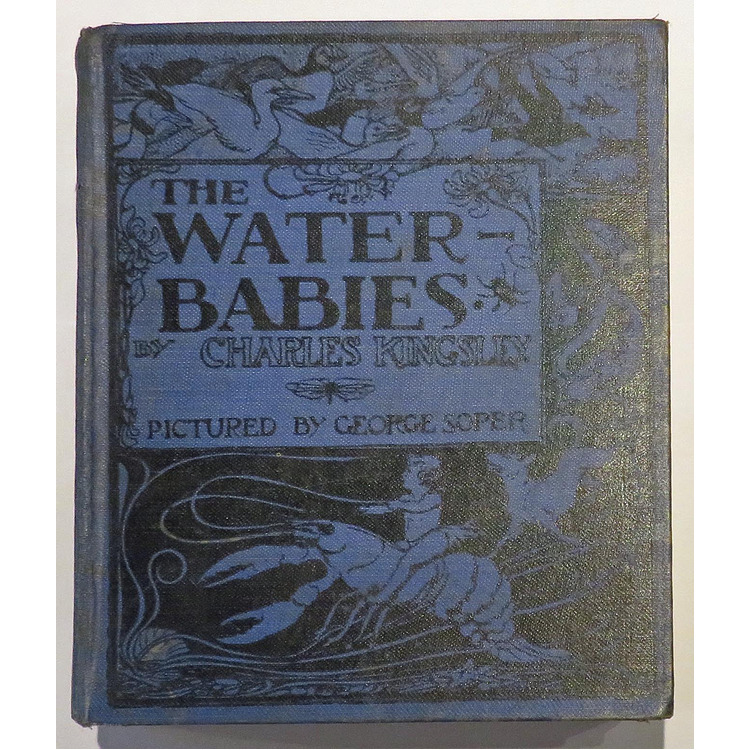 THE
WATER-
BABIES.
BY CHARLES KINGSLEY
PICTURED BY GEORGE SOPER